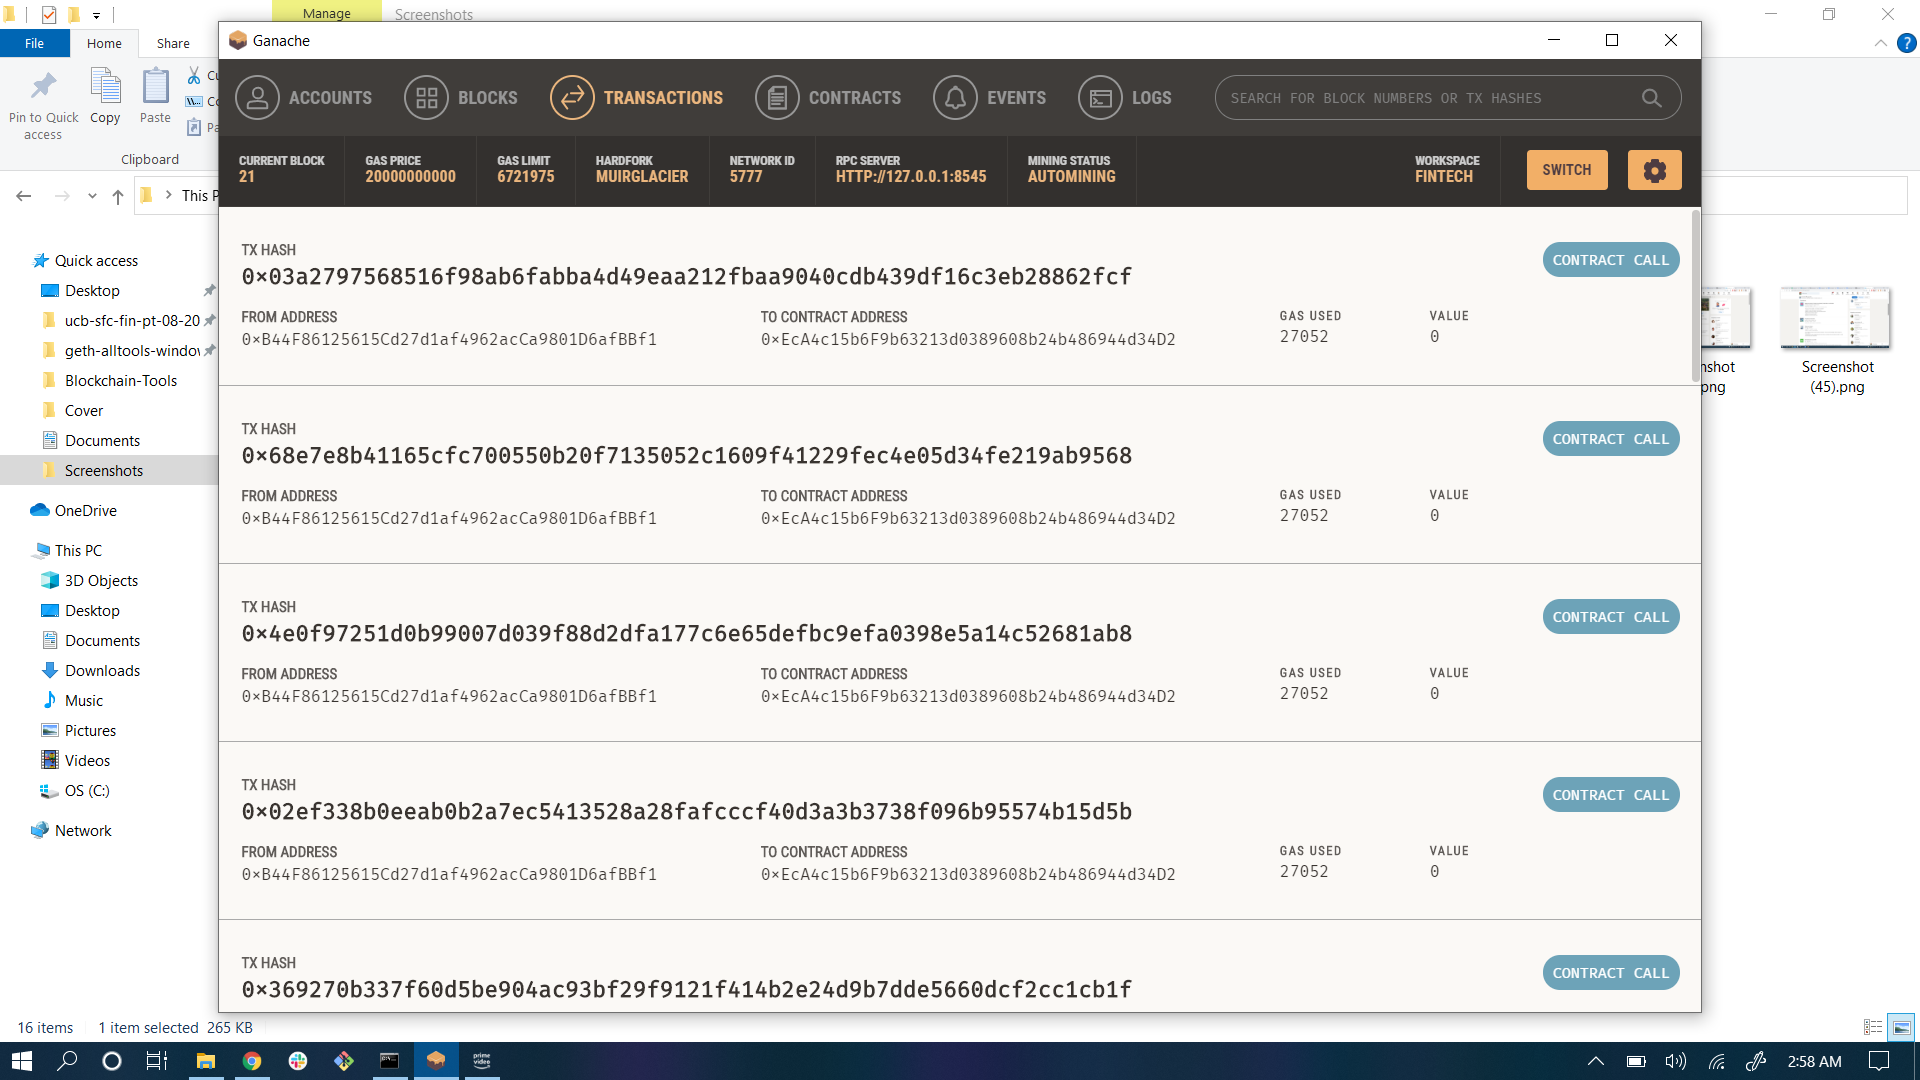 Manage
Screenshots
File
Home
Share
Pin to Quick access
Copy
Paste
Clipboard
This P
Quick access
Desktop
ucb-sfc-fin-pt-08-20
geth-alltools-window
Blockchain-Tools
Cover
Documents
Screenshots
OneDrive
This PC
3D Objects
Desktop
Documents
Downloads
Music
Pictures
Videos
OS (C:)
Network
Ganache
ACCOUNTS
BLOCKS
TRANSACTIONS
CONTRACTS
EVENTS
LOGS
SEARCH FOR BLOCK NUMBERS OR TX HASHES
CURRENT BLOCK
21
GAS PRICE
20000000000
GAS LIMIT
6721975
HARDFORK
MUIRGLACIER
NETWORK ID
5777
RPC SERVER
HTTP://127.0.0.1:8545
MINING STATUS
AUTOMINING
WORKSPACE
FINTECH
SWITCH
TX HASH
0×03a2797568516f98ab6fabba4d49eaa212fbaa9040cdb439df16c3eb28862fcf
CONTRACT CALL
FROM ADDRESS
0×B44F86125615Cd27d1af4962acCa9801D6afBBf1
TO CONTRACT ADDRESS
0×EcA4c15b6F9b63213d0389608b24b486944d34D2
GAS USED
27052
VALUE
0
TX HASH
0×68e7e8b41165cfc700550b20f7135052c1609f41229fec4e05d34fe219ab9568
CONTRACT CALL
FROM ADDRESS
0×B44F86125615Cd27d1af4962acCa9801D6afBBf1
TO CONTRACT ADDRESS
0×EcA4c15b6F9b63213d0389608b24b486944d34D2
GAS USED
27052
VALUE
0
TX HASH
0×4e0f97251d0b99007d039f88d2dfa177c6e65defbc9efa0398e5a14c52681ab8
CONTRACT CALL
FROM ADDRESS
0×B44F86125615Cd27d1af4962acCa9801D6afBBf1
TO CONTRACT ADDRESS
0×EcA4c15b6F9b63213d0389608b24b486944d34D2
GAS USED
27052
VALUE
0
TX HASH
0×02ef338b0eeab0b2a7ec5413528a28fafcccf40d3a3b3738f096b95574b15d5b
CONTRACT CALL
FROM ADDRESS
0×B44F86125615Cd27d1af4962acCa9801D6afBBf1
TO CONTRACT ADDRESS
0×EcA4c15b6F9b63213d0389608b24b486944d34D2
GAS USED
27052
VALUE
0
TX HASH
0×369270b337f60d5be904ac93bf29f9121f414b2e24d9b7dde5660dcf2cc1cb1f
CONTRACT CALL
nshot
png
Screenshot
(45).png
16 items
1 item selected 265 KB
prime video
2:58 AM